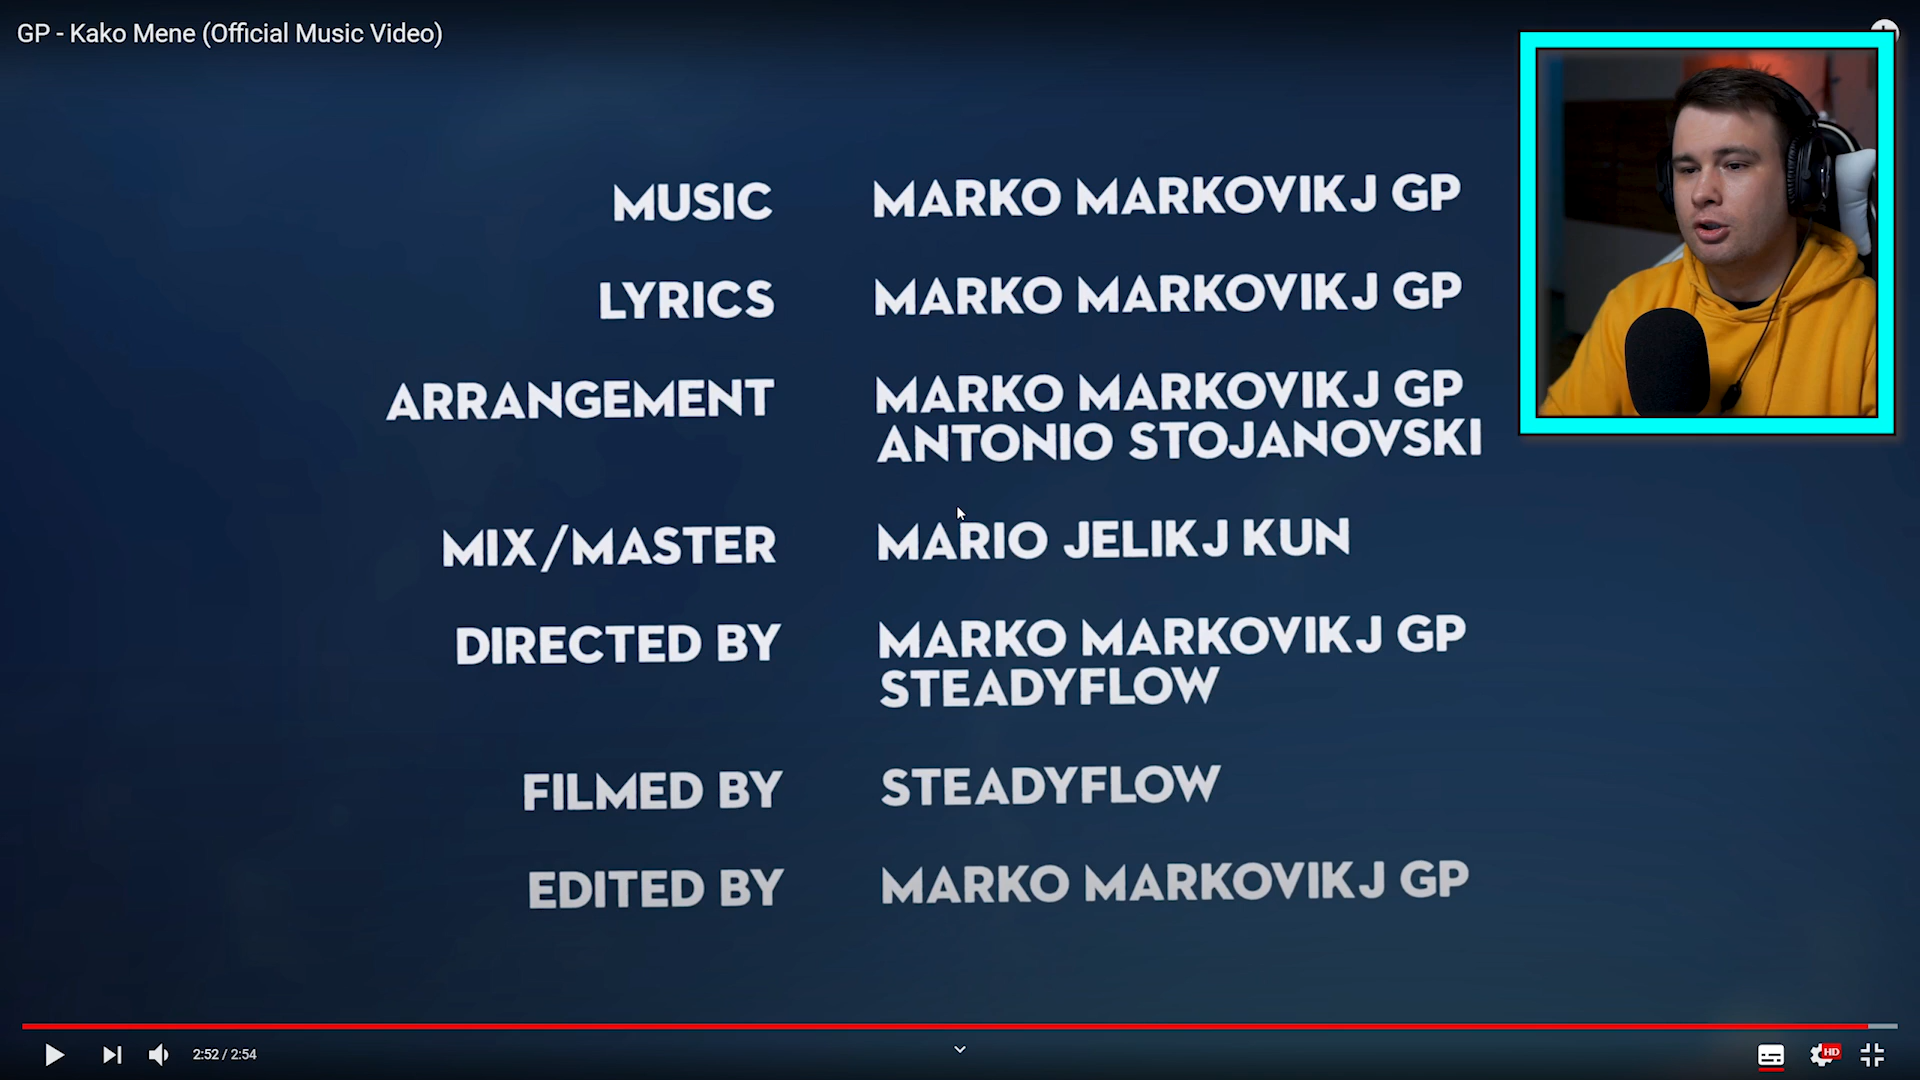 GP - Kako Mene (Official Music Video)
MUSIC MARKO MARKOVIKJ GP
LYRICS MARKO MARKOVIKJ GP
ARRANGEMENT MARKO MARKOVIKJ GP
ANTONIO STOJANOVSKI
MIX/MASTER MARIO JELIKJ KUN
DIRECTED BY MARKO MARKOVIKJ GP
STEADYFLOW
FILMED BY STEADYFLOW
EDITED BY MARKO MARKOVIKJ GP
2:52 / 2:54
HD